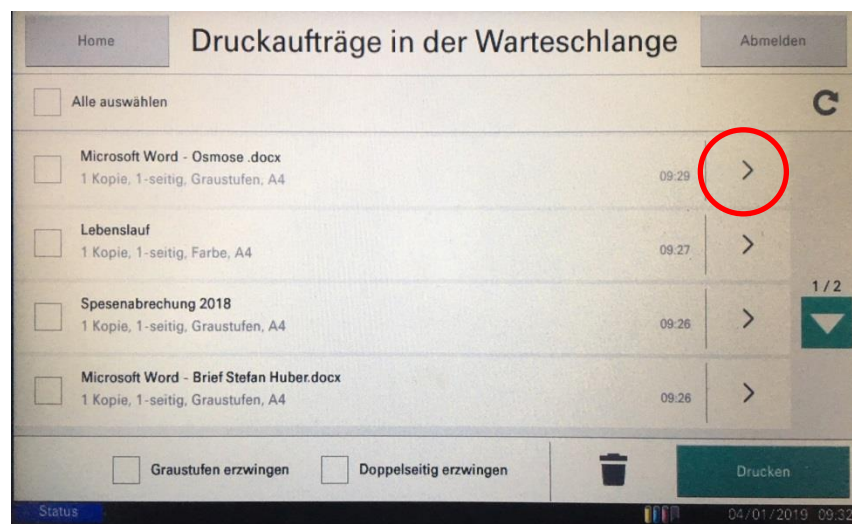 Home
Druckaufträge in der Warteschlange
Abmelden
Alle auswählen
Microsoft Word - Osmose .docx
1 Kopie, 1-seitig, Graustufen, A4
09:29
Lebenslauf
1 Kopie, 1-seitig, Farbe, A4
09:27
1 / 2
Spesenabrechung 2018
1 Kopie, 1-seitig, Graustufen, A4
09:26
Microsoft Word - Brief Stefan Huber.docx
1 Kopie, 1-seitig, Graustufen, A4
09:26
Graustufen erzwingen
Doppelseitig erzwingen
Drucken
Status
04/01/2019 09:32